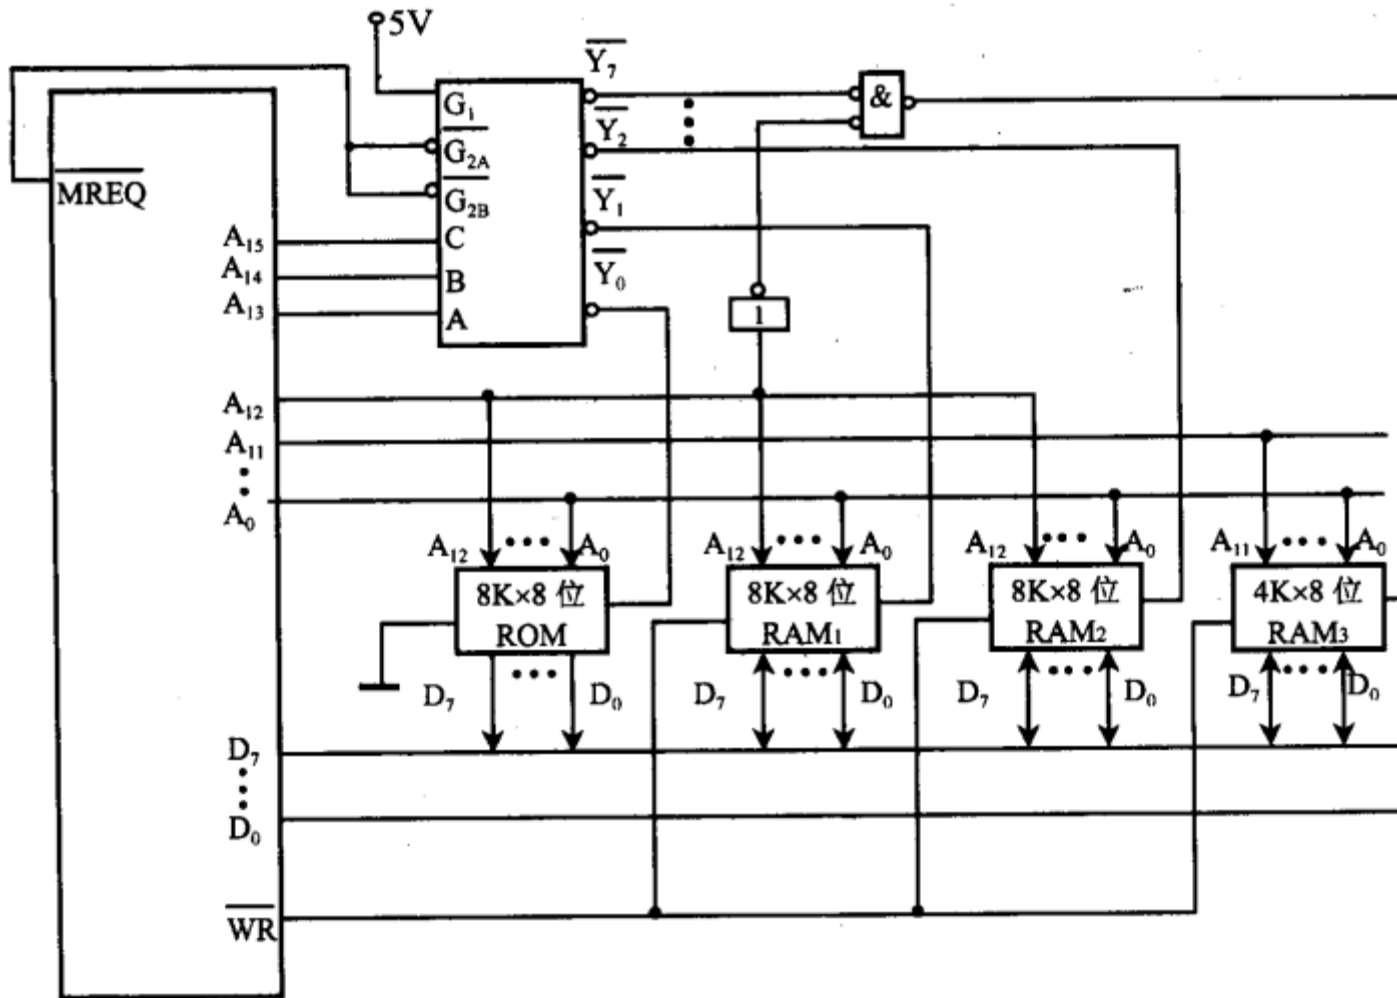 5V
G₁
G̅₂A̅
G̅₂B̅
C
B
A
Y̅₇
Y̅₂
Y̅₁
Y̅₀
&
1
M̅R̅E̅Q̅
A₁₅
A₁₄
A₁₃
A₁₂
A₁₁
A₀
A₁₂ A₀
A₁₂ A₀
A₁₂ A₀
A₁₁ A₀
8K×8 位
ROM
8K×8 位
RAM₁
8K×8 位
RAM₂
4K×8 位
RAM₃
D₇ D₀
D₇ D₀
D₇ D₀
D₇ D₀
D₇
D₀
W̅R̅